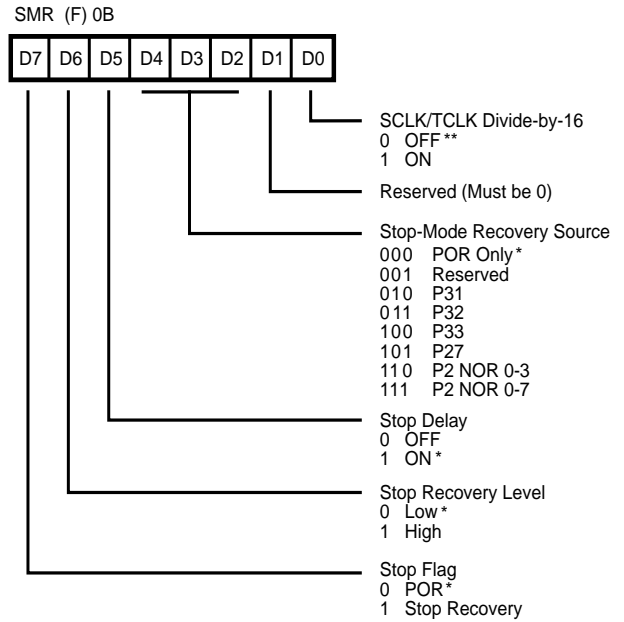 SMR (F) 0B
D7 D6 D5 D4 D3 D2 D1 D0
SCLK/TCLK Divide-by-16
0 OFF**
1 ON
Reserved (Must be 0)
Stop-Mode Recovery Source
000 POR Only*
001 Reserved
010 P31
011 P32
100 P33
101 P27
110 P2 NOR 0-3
111 P2 NOR 0-7
Stop Delay
0 OFF
1 ON*
Stop Recovery Level
0 Low*
1 High
Stop Flag
0 POR*
1 Stop Recovery